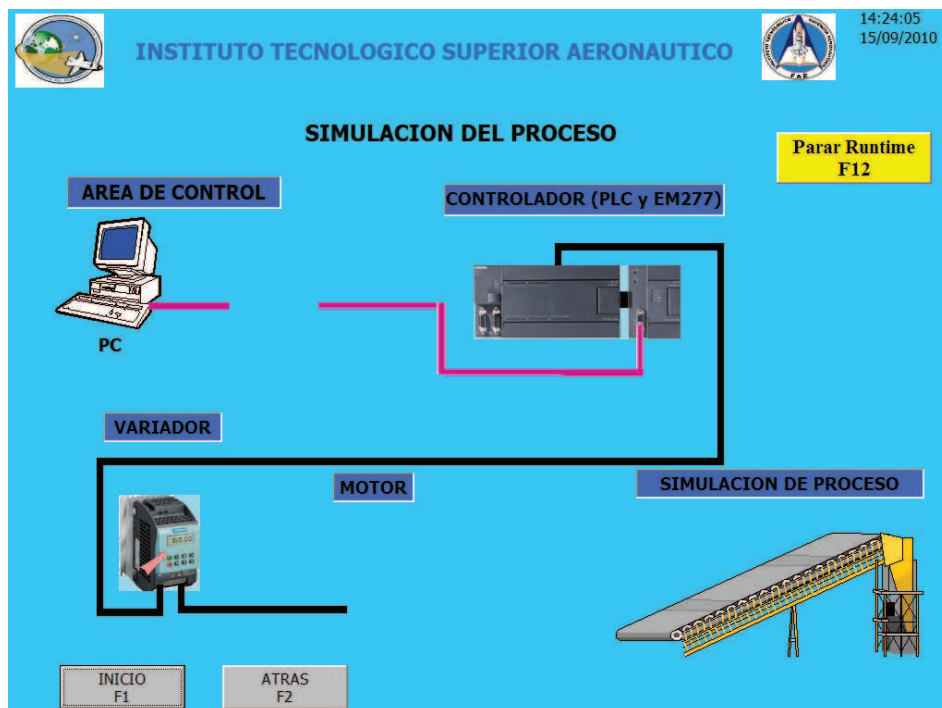 14:24:05
INSTITUTO TECNOLOGICO SUPERIOR AERONAUTICO
15/09/2010
SIMULACION DEL PROCESO
Parar Runtime
F12
AREA DE CONTROL
CONTROLADOR (PLC y EM277)
PC
VARIADOR
MOTOR
SIMULACION DE PROCESO
INICIO
F1
ATRAS
F2